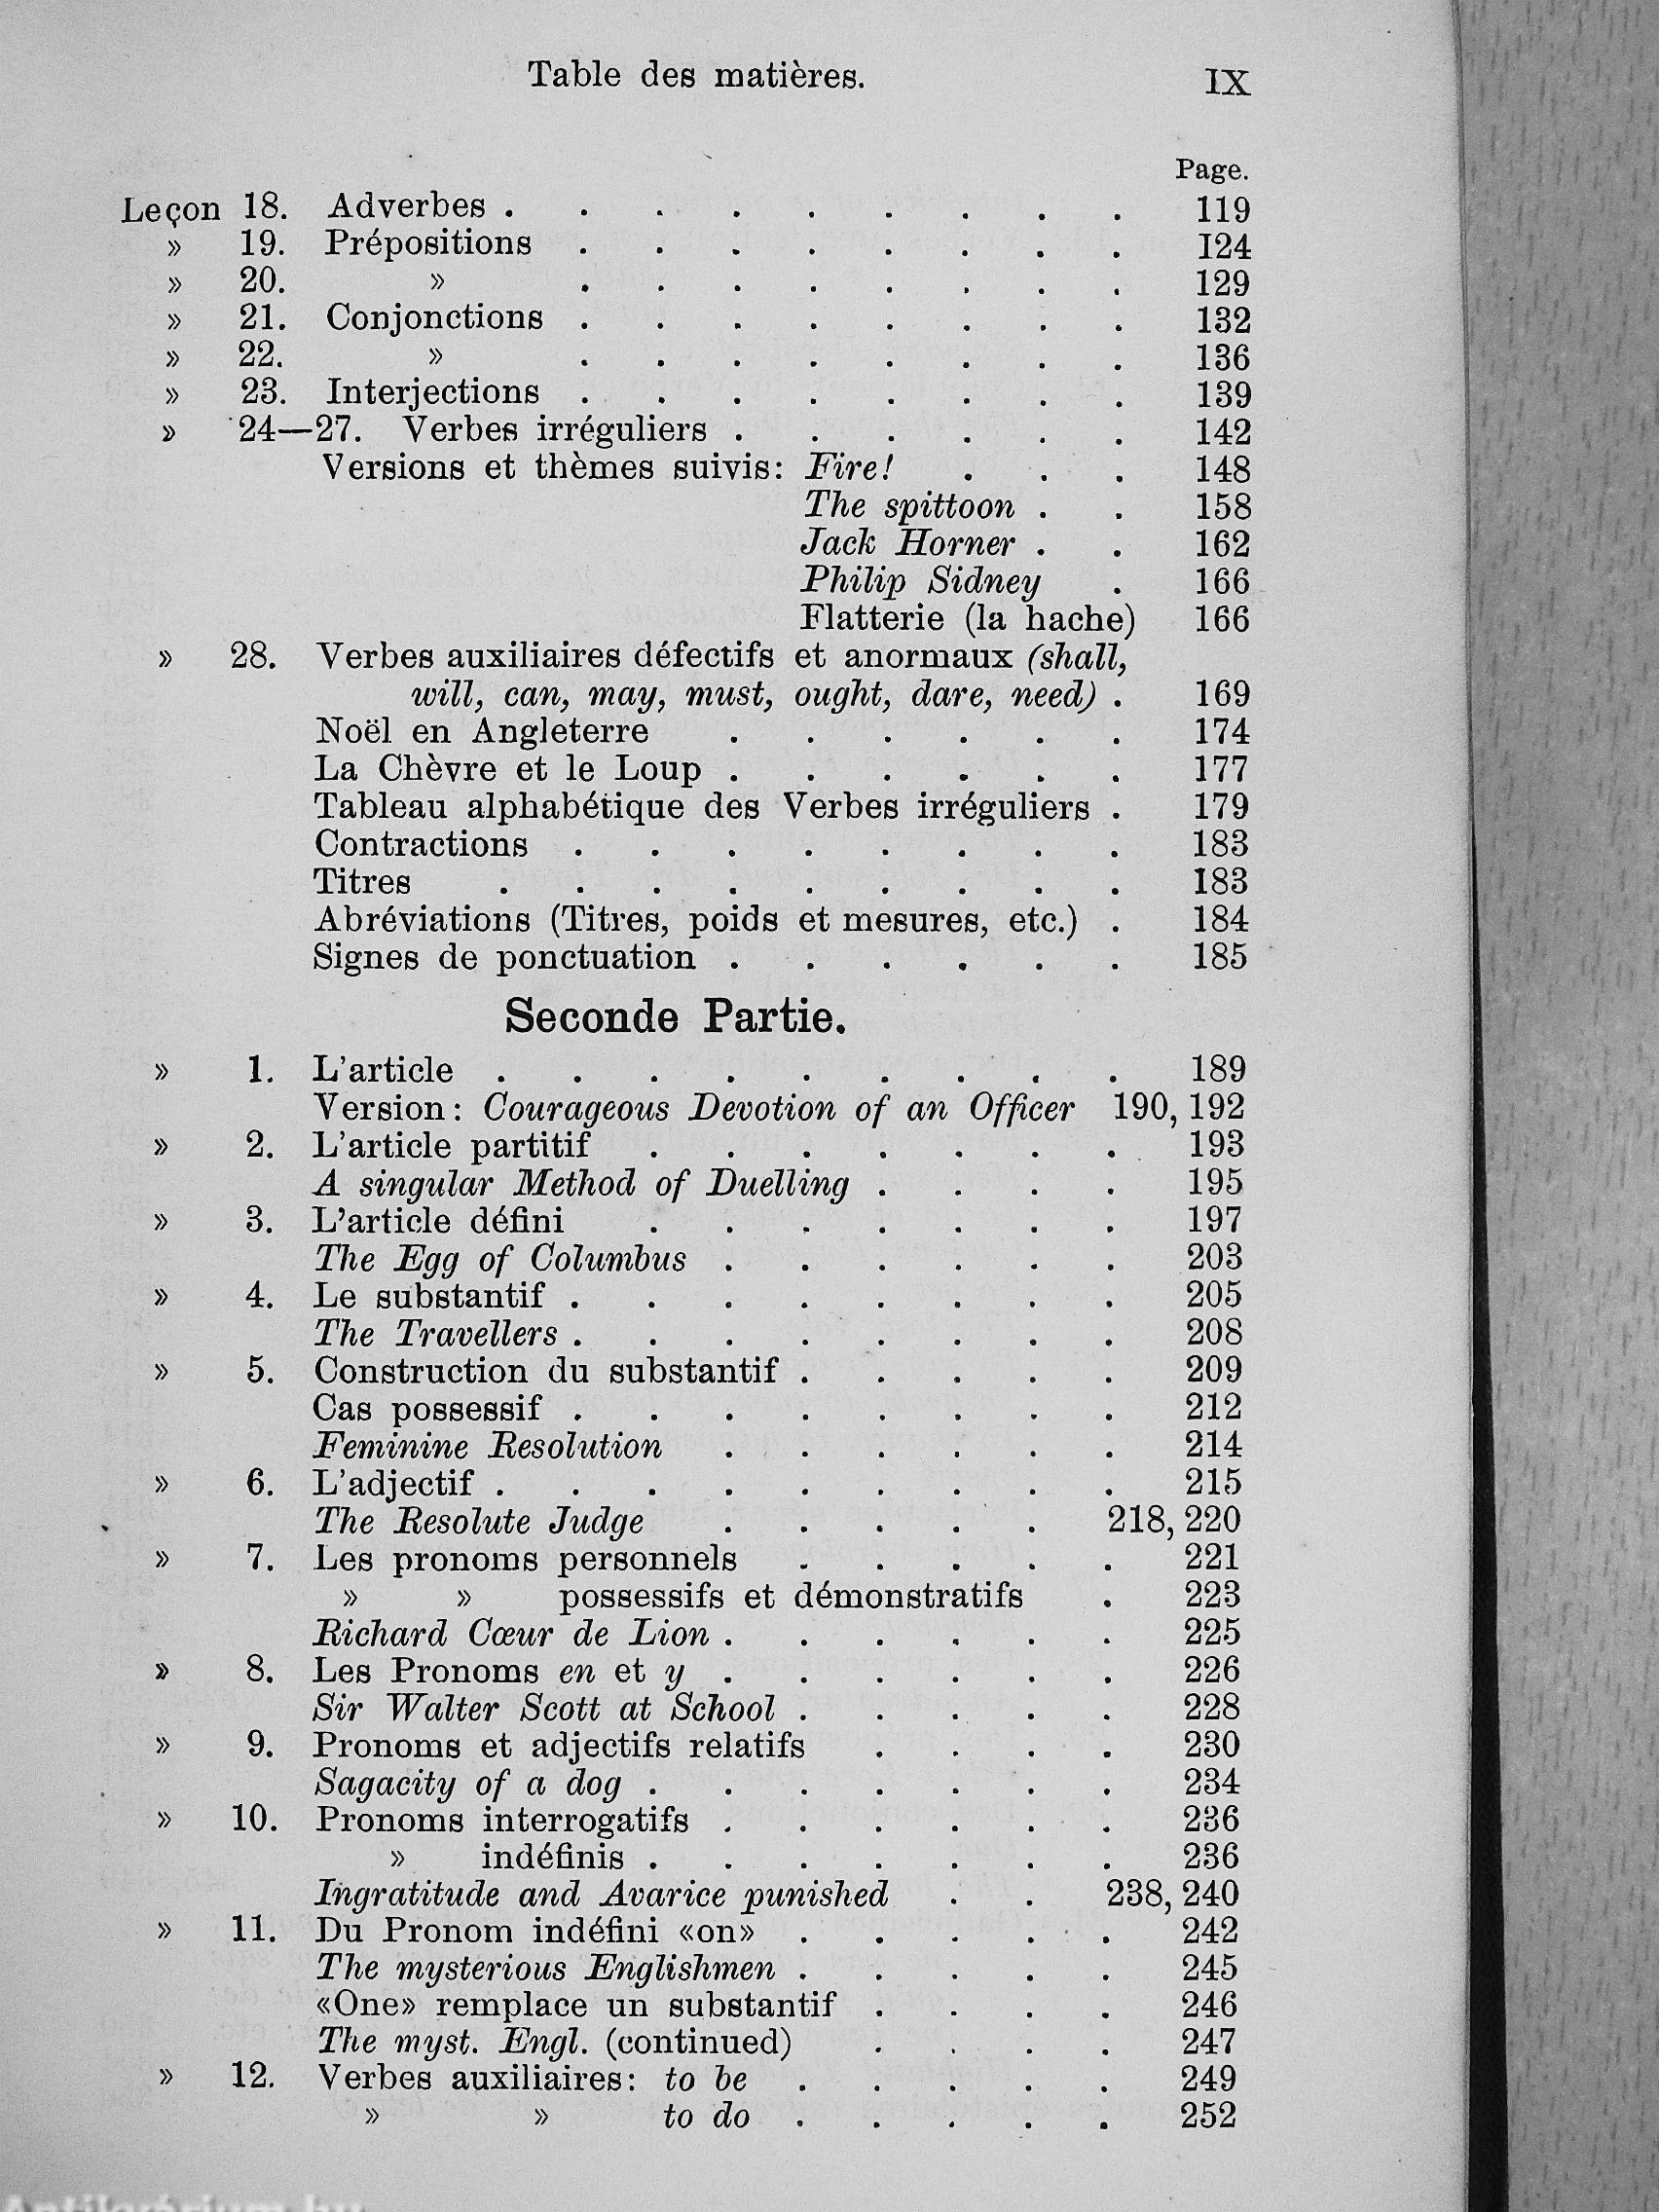 Table des matières. IX
Page.
Leçon 18. Adverbes . . . . . . . . . 119
» 19. Prépositions . . . . . . . . 124
» 20. » . . . . . . . . 129
» 21. Conjonctions . . . . . . . . 132
» 22. » . . . . . . . . 136
» 23. Interjections . . . . . . . . 139
» 24—27. Verbes irréguliers . . . . . . 142
Versions et thèmes suivis: Fire! . . . 148
The spittoon . . 158
Jack Horner . . 162
Philip Sidney . 166
Flatterie (la hache) 166
» 28. Verbes auxiliaires défectifs et anormaux (shall,
will, can, may, must, ought, dare, need) . 169
Noël en Angleterre . . . . . . 174
La Chèvre et le Loup . . . . . . 177
Tableau alphabétique des Verbes irréguliers . 179
Contractions . . . . . . . . 183
Titres . . . . . . . . . 183
Abréviations (Titres, poids et mesures, etc.) . 184
Signes de ponctuation . . . . . . 185
Seconde Partie.
» 1. L'article . . . . . . . . . 189
Version: Courageous Devotion of an Officer 190, 192
» 2. L'article partitif . . . . . . . 193
A singular Method of Duelling . . . . 195
» 3. L'article défini . . . . . . . 197
The Egg of Columbus . . . . . . 203
» 4. Le substantif . . . . . . . . 205
The Travellers . . . . . . . . 208
» 5. Construction du substantif . . . . . 209
Cas possessif . . . . . . . . 212
Feminine Resolution . . . . . . 214
» 6. L'adjectif . . . . . . . . . 215
The Resolute Judge . . . . . 218, 220
» 7. Les pronoms personnels . . . . . 221
» » possessifs et démonstratifs . 223
Richard Cœur de Lion . . . . . . 225
» 8. Les Pronoms en et y . . . . . . 226
Sir Walter Scott at School . . . . . 228
» 9. Pronoms et adjectifs relatifs . . . . 230
Sagacity of a dog . . . . . . . 234
» 10. Pronoms interrogatifs . . . . . . 236
» indéfinis . . . . . . . 236
Ingratitude and Avarice punished . . 238, 240
» 11. Du Pronom indéfini «on» . . . . . 242
The mysterious Englishmen . . . . . 245
«One» remplace un substantif . . . . 246
The myst. Engl. (continued) . . . . 247
» 12. Verbes auxiliaires: to be . . . . . 249
» » to do . . . . . 252